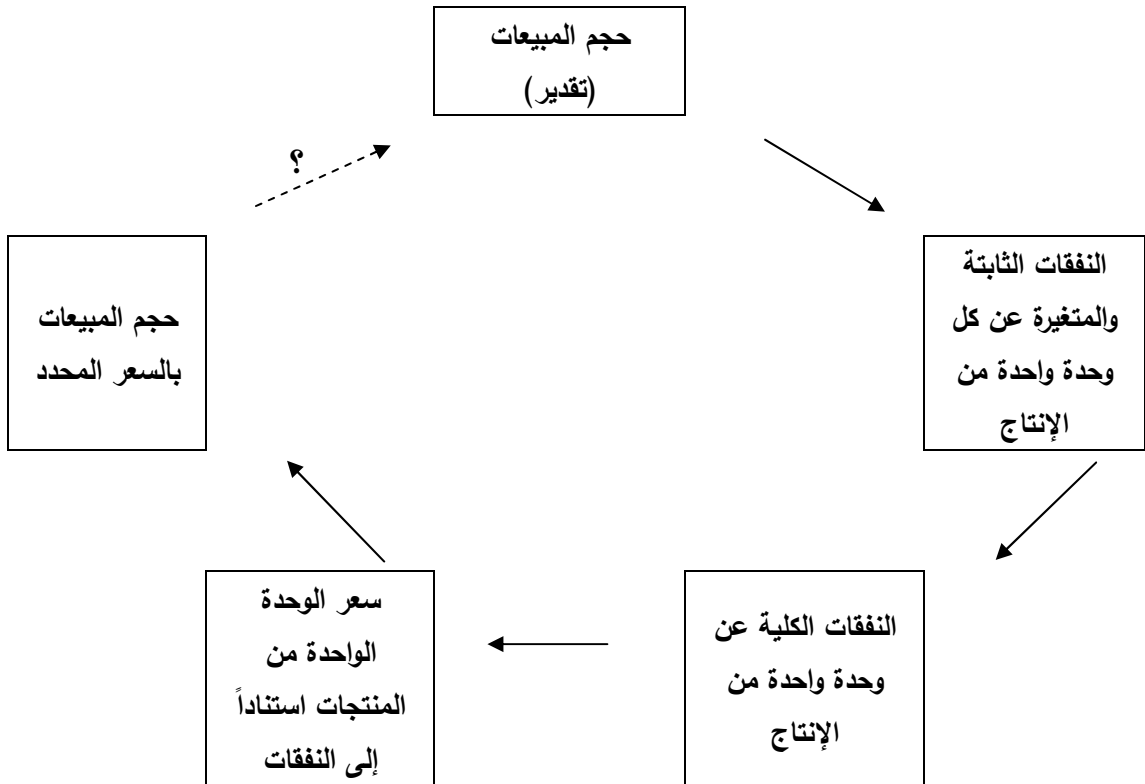 حجم المبيعات
(تقدير)
؟
النفقات الثابتة
والمتغيرة عن كل
وحدة واحدة من
الإنتاج
حجم المبيعات
بالسعر المحدد
النفقات الكلية عن
وحدة واحدة من
الإنتاج
سعر الوحدة
الواحدة من
المنتجات استناداً
إلى النفقات